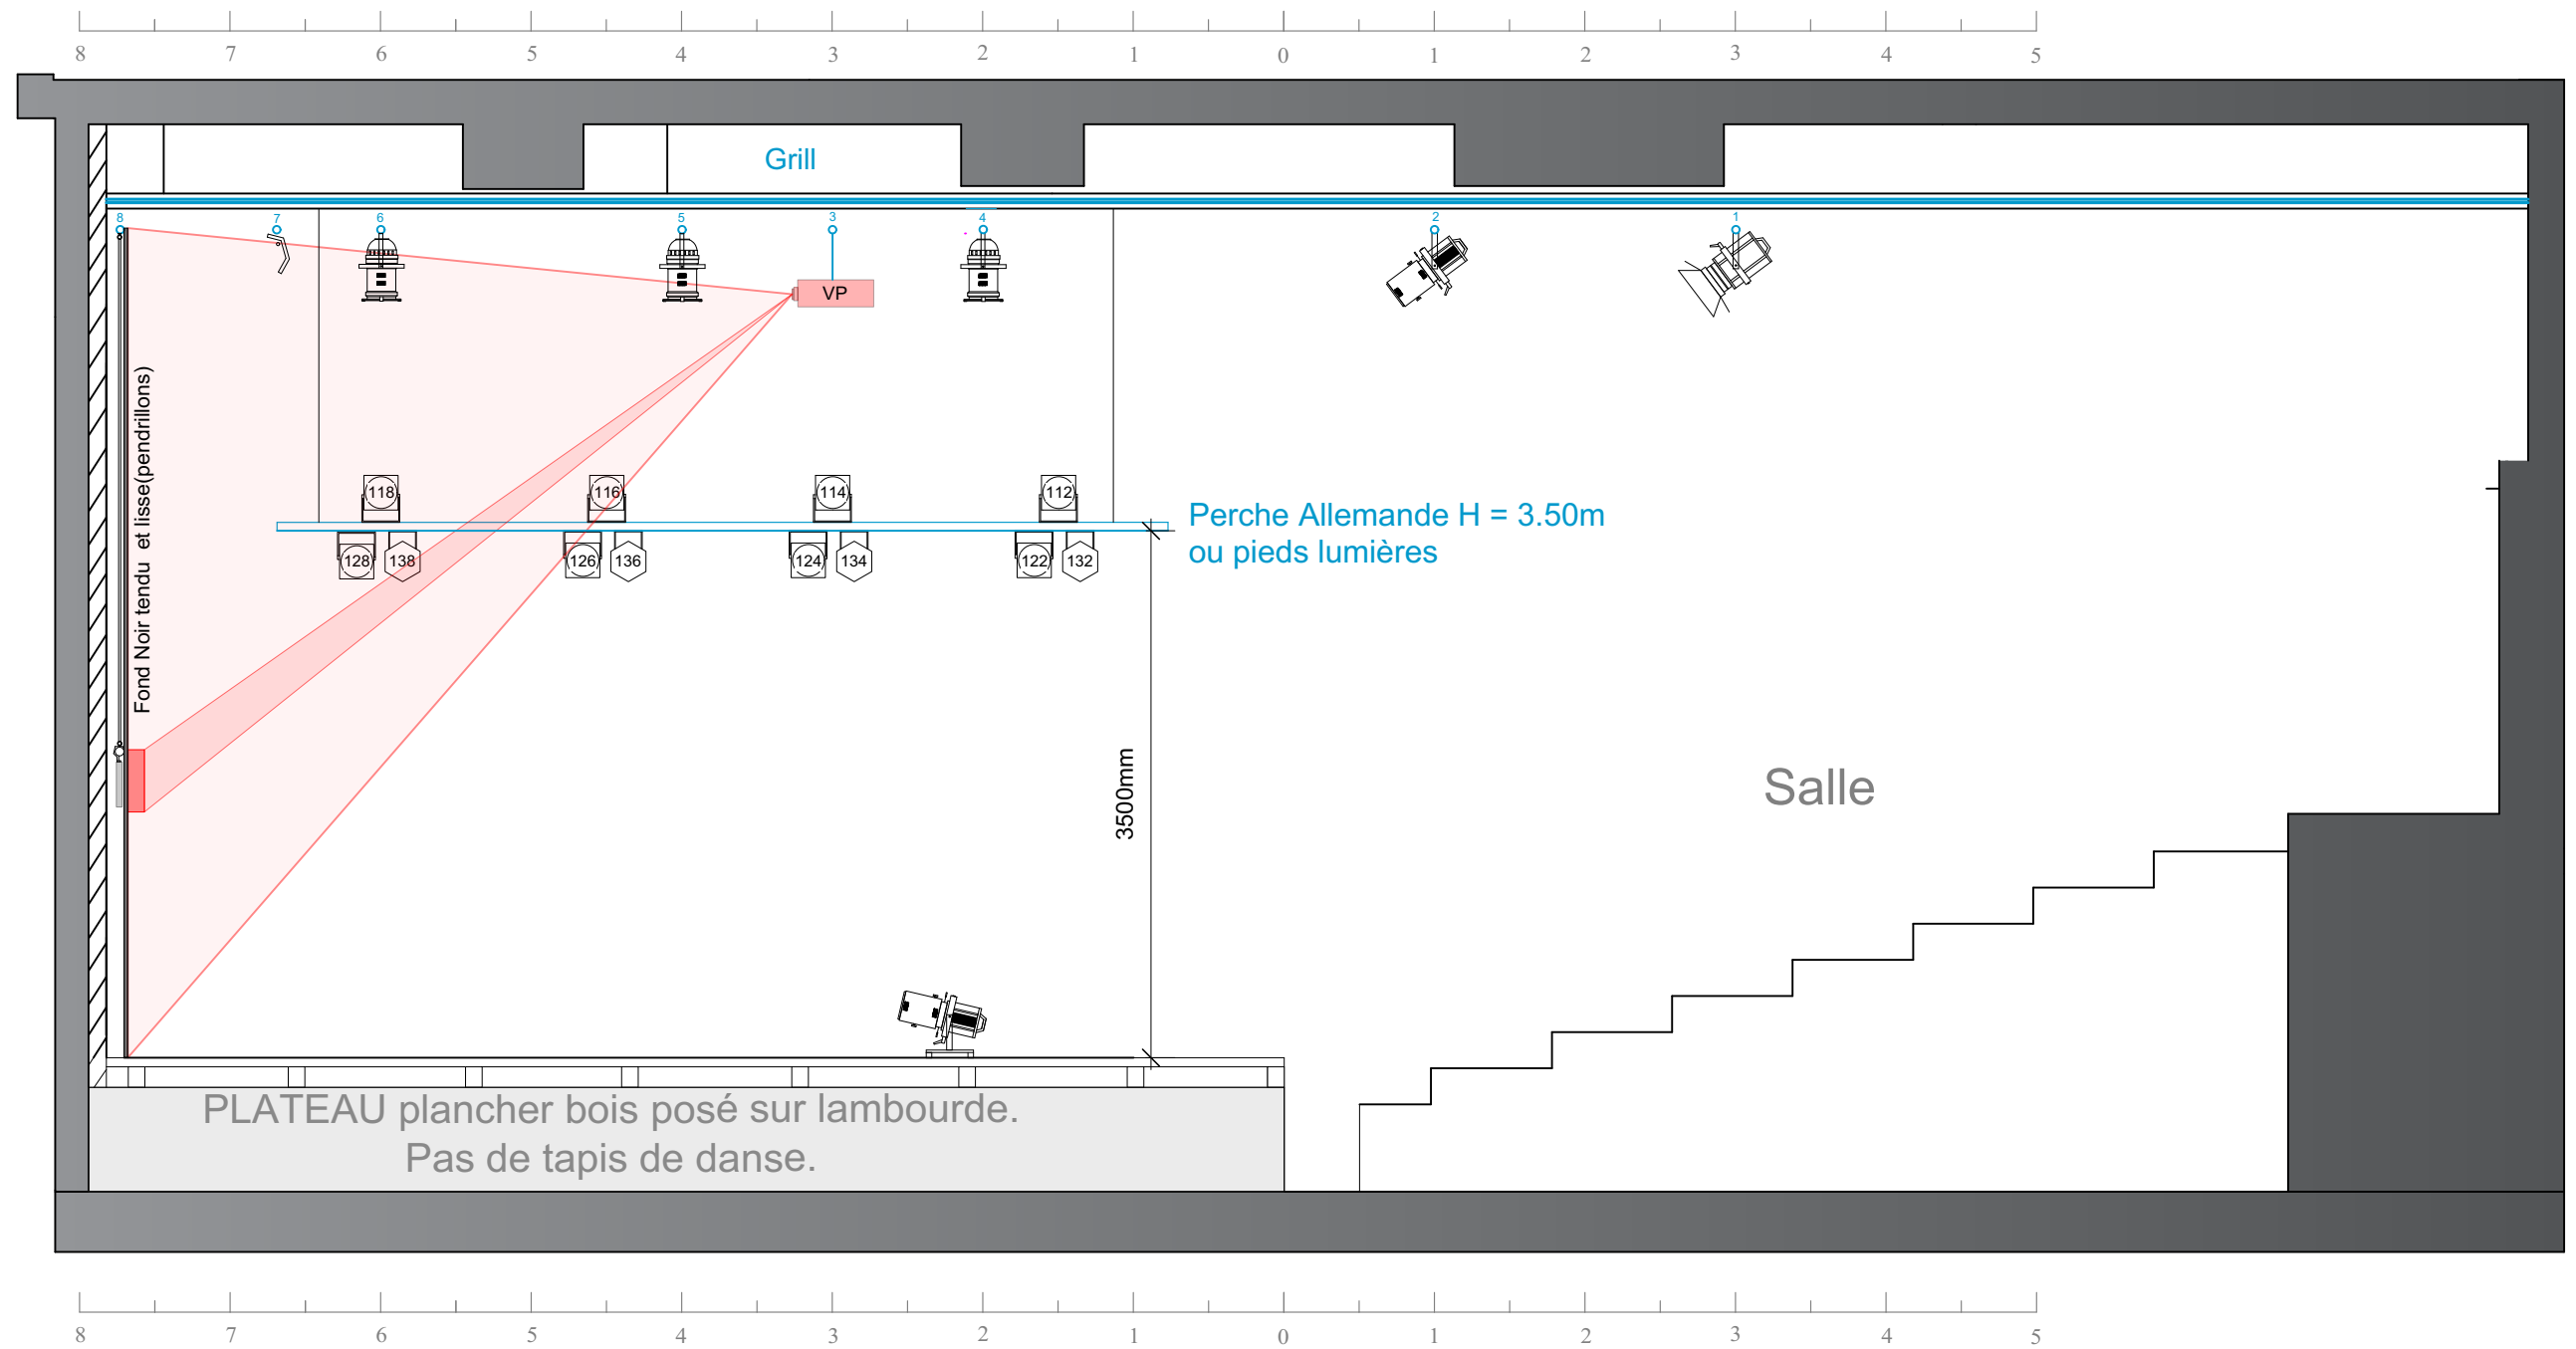 8 7 6 5 4 3 2 1 0 1 2 3 4 5
Grill
8 7 6 5 3 4 2 1
VP
Fond Noir tendu et lisse(pendrillons)
118 116 114 112
Perche Allemande H = 3.50m
ou pieds lumières
128 138 126 136 124 134 122 132
3500mm
Salle
PLATEAU plancher bois posé sur lambourde.
Pas de tapis de danse.
8 7 6 5 4 3 2 1 0 1 2 3 4 5